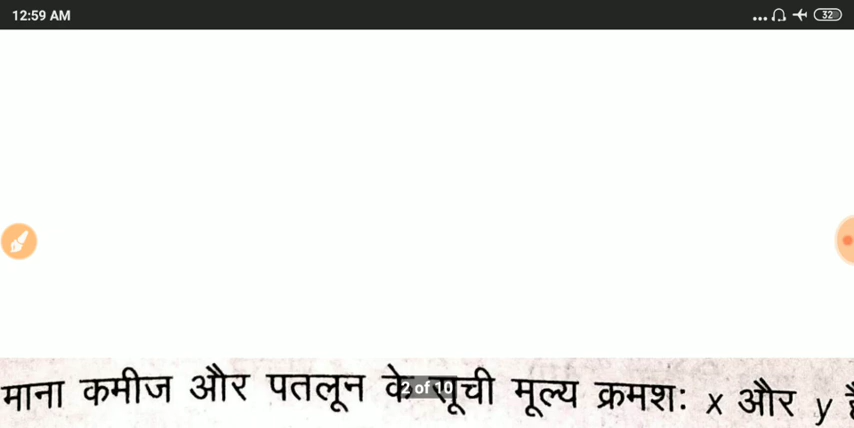 12:59 AM 32
माना कमीज और पतलून के सूची मूल्य क्रमशः x और y
2 of 10